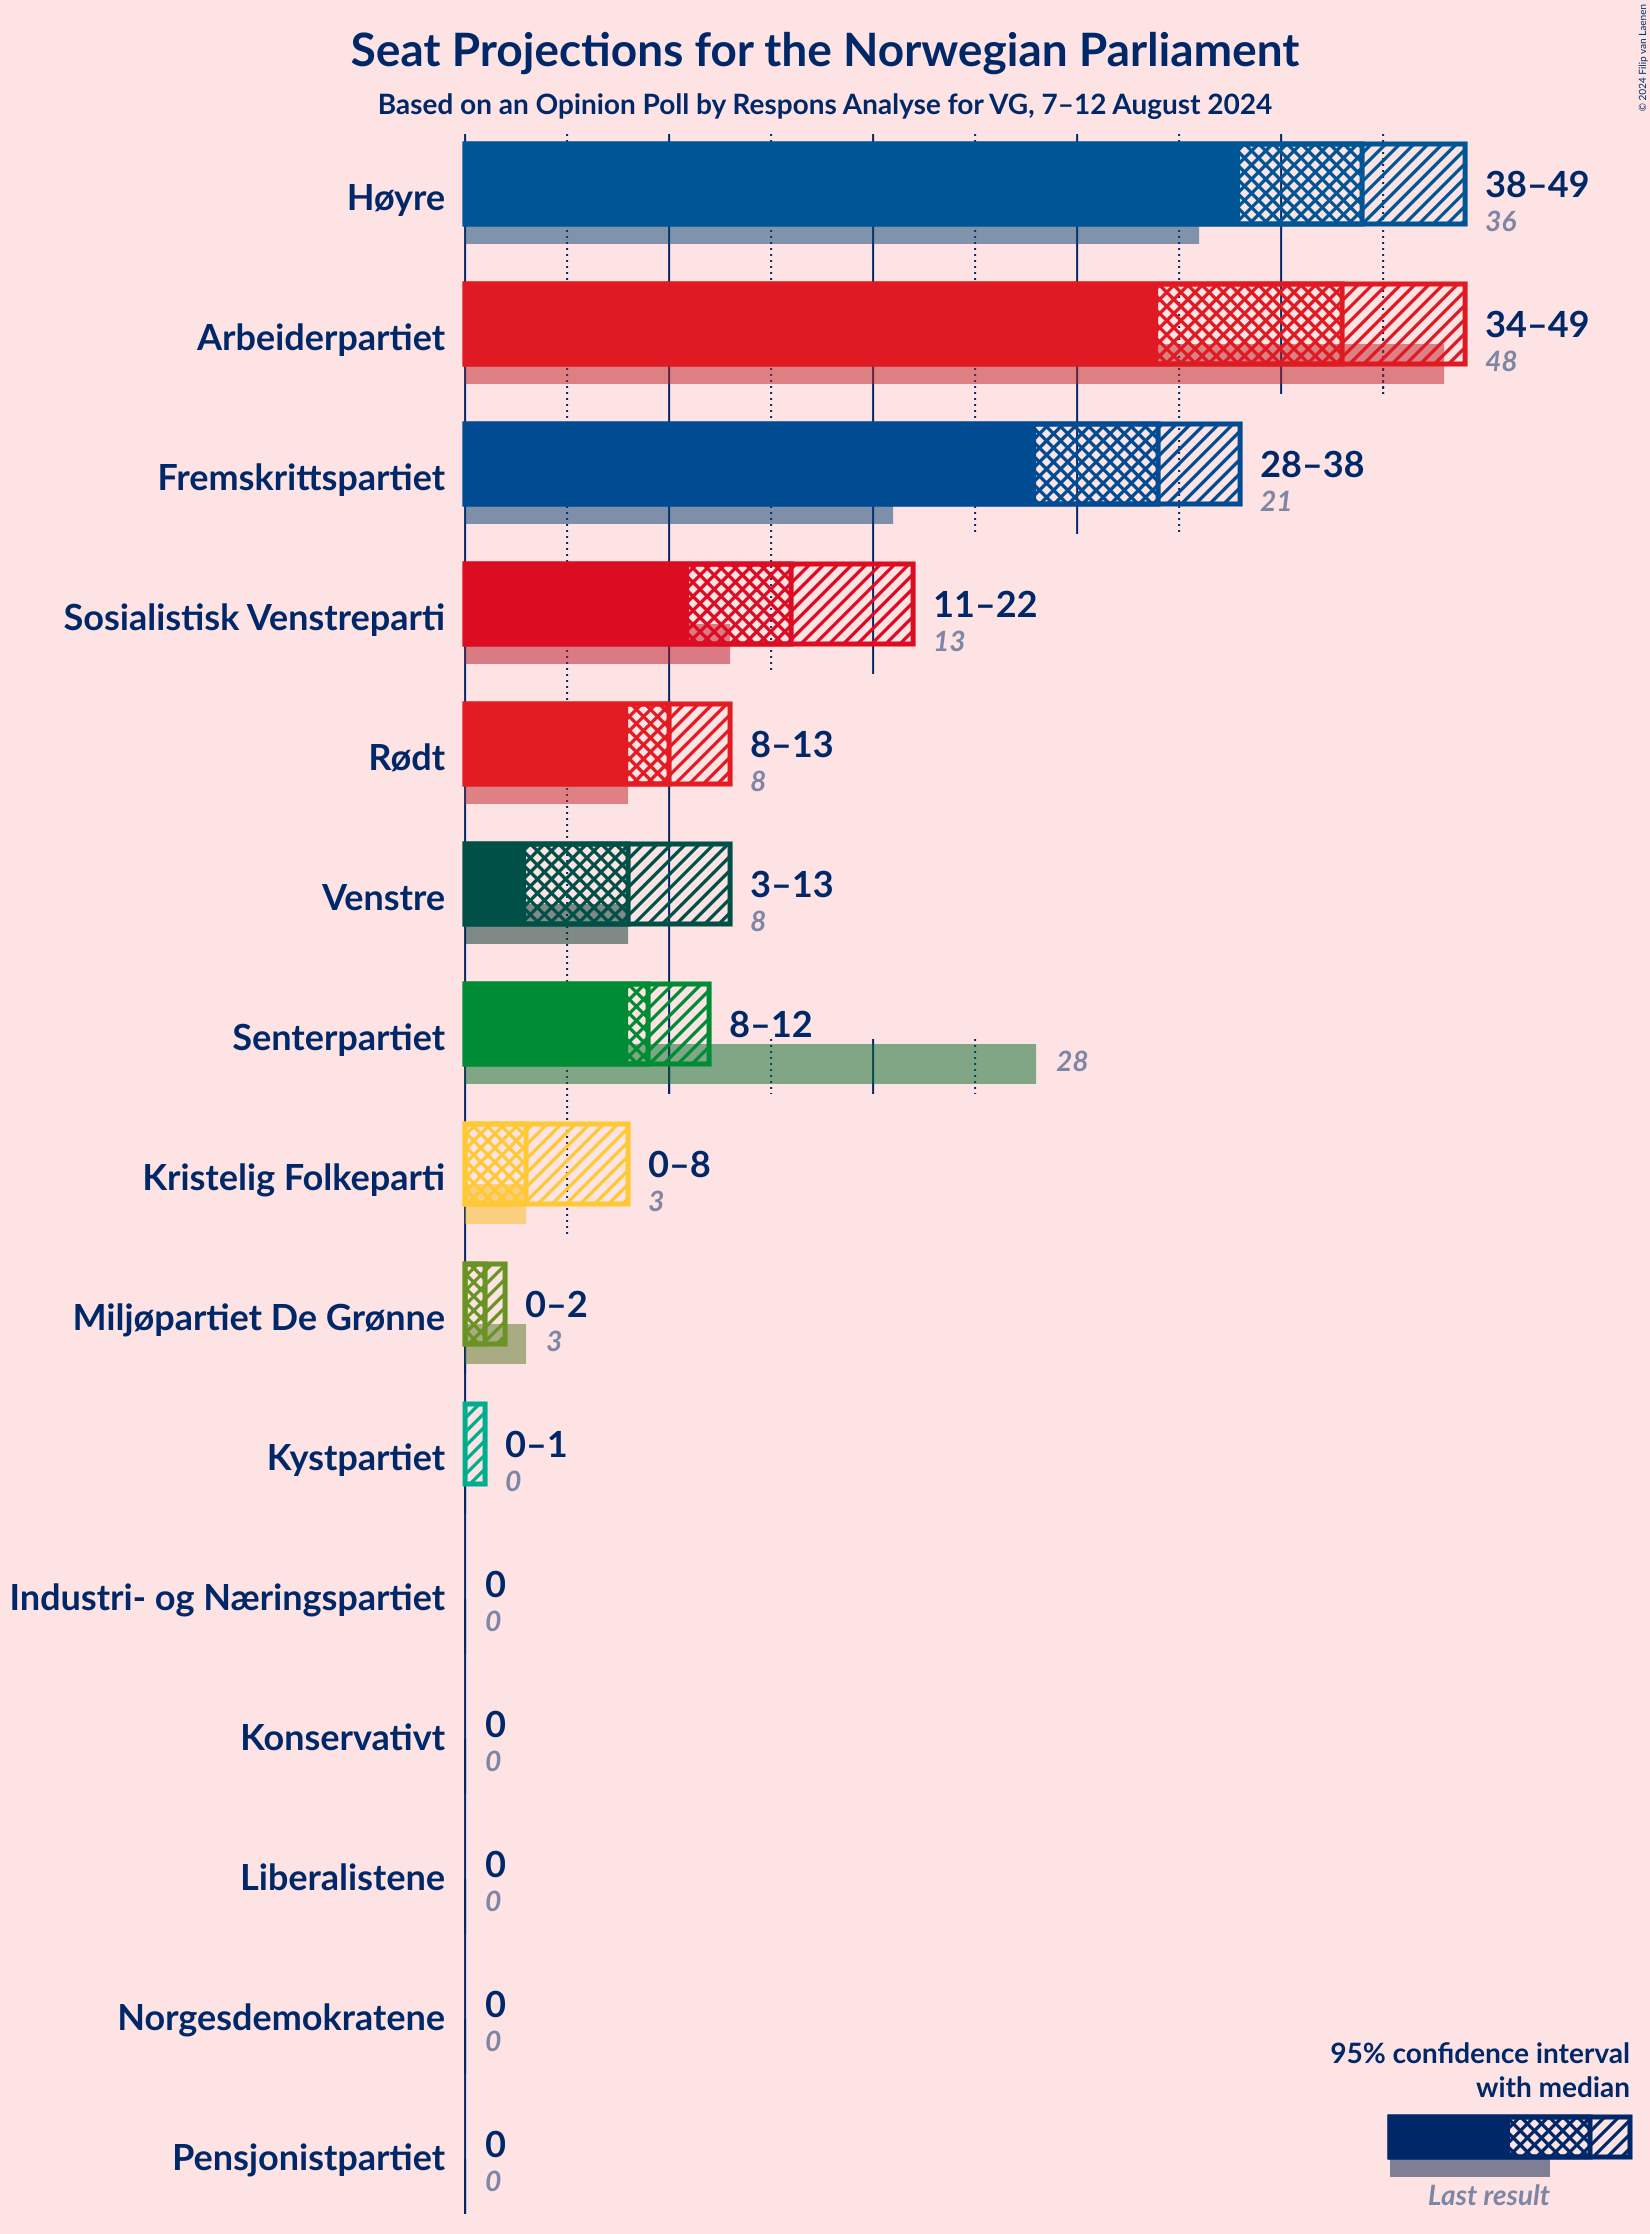 Seat Projections for the Norwegian Parliament
Based on an Opinion Poll by Respons Analyse for VG, 7–12 August 2024
© 2024 Filip van Laenen
Høyre
38–49
36
Arbeiderpartiet
34–49
48
Fremskrittspartiet
28–38
21
Sosialistisk Venstreparti
11–22
13
Rødt
8–13
8
Venstre
3–13
8
Senterpartiet
8–12
28
Kristelig Folkeparti
0–8
3
Miljøpartiet De Grønne
0–2
3
Kystpartiet
0–1
0
Industri- og Næringspartiet
0
0
Konservativt
0
0
Liberalistene
0
0
Norgesdemokratene
0
0
Pensjonistpartiet
0
0
95% confidence interval
with median
Last result